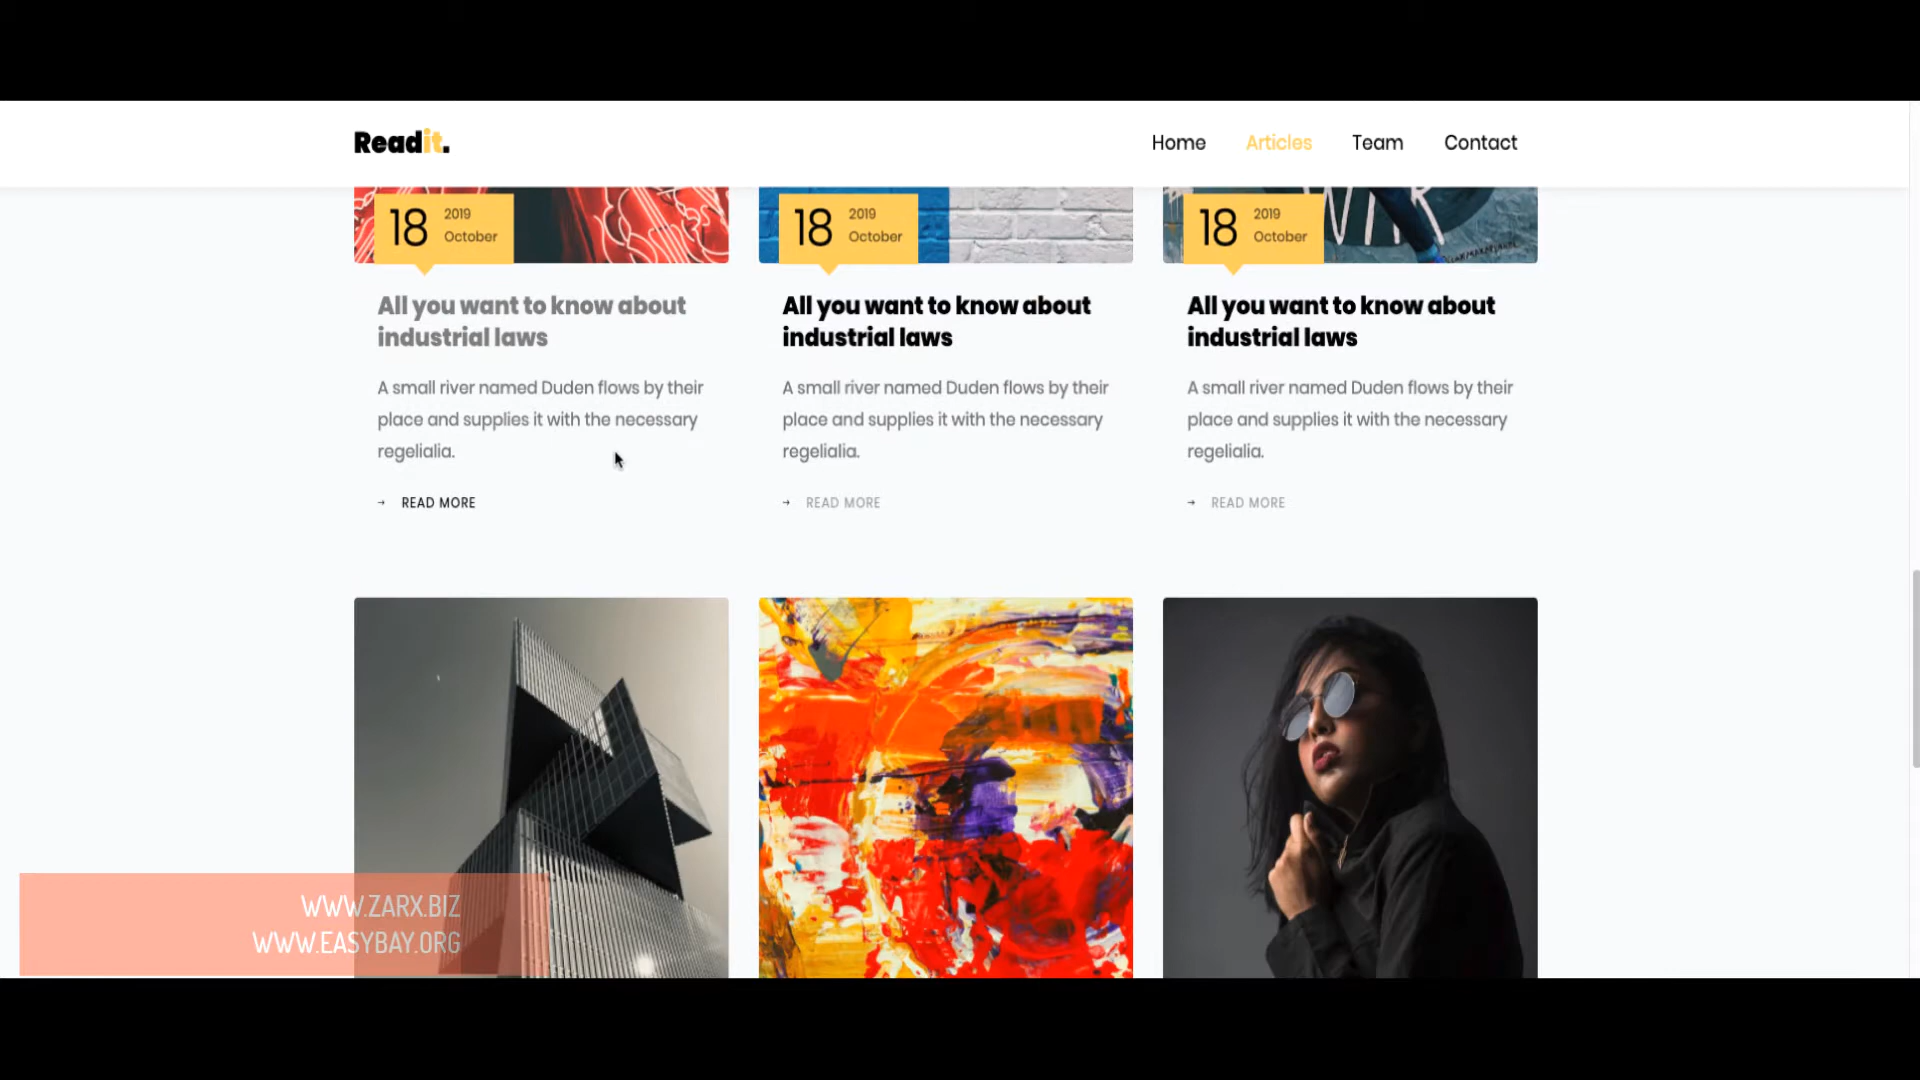 Readit.
Home Articles Team Contact
18 2019 October
18 2019 October
18 2019 October
All you want to know about
industrial laws
A small river named Duden flows by their
place and supplies it with the necessary
regelialia.
→ READ MORE
All you want to know about
industrial laws
A small river named Duden flows by their
place and supplies it with the necessary
regelialia.
→ READ MORE
All you want to know about
industrial laws
A small river named Duden flows by their
place and supplies it with the necessary
regelialia.
→ READ MORE
WWW.ZARX.BIZ
WWW.EASYBAY.ORG